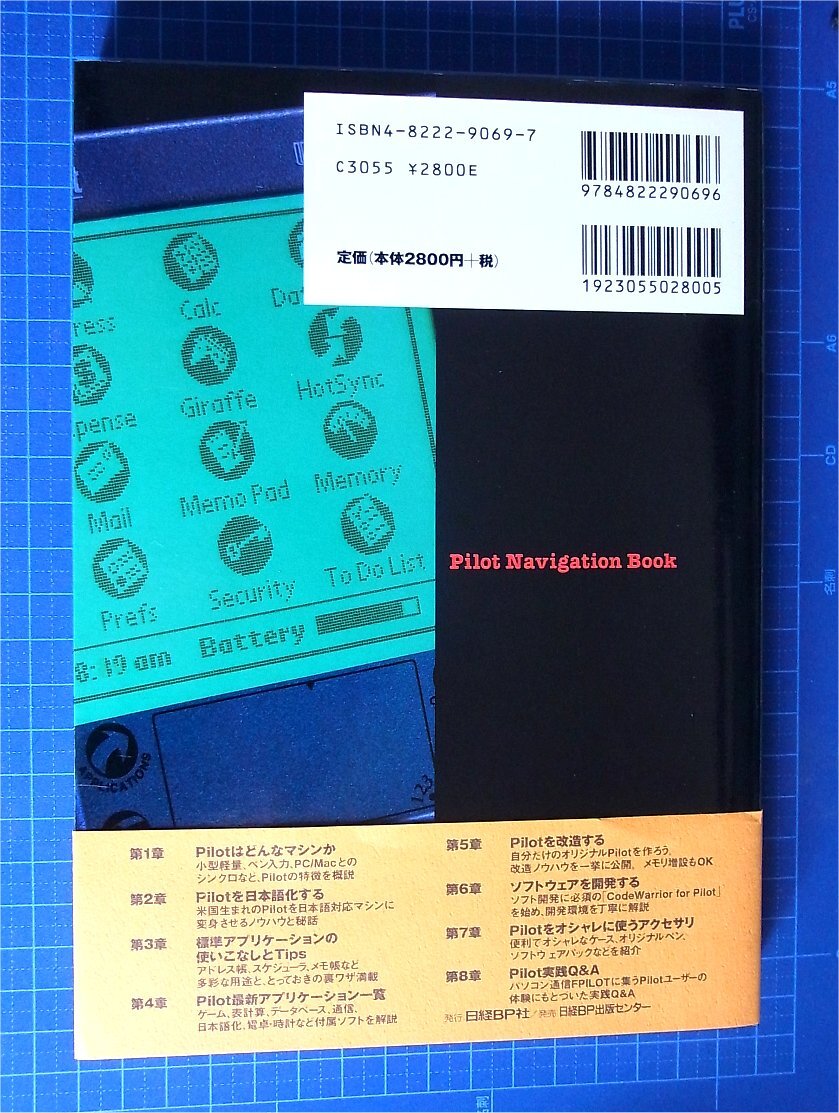 PLU
CS-
A5
A6
CD
名刺
名刺
ISBN4-8222-9069-7
C3055 ¥2800E
9784822290696
定価(本体2800円+税)
1923055028005
t
ress
Calc
Dat
pense
Giraffe
HotSync
Mail
Memo Pad
Memory
Prefs
Security
To Do List
8:19 am
Battery
APPLICATIONS
123
Pilot Navigation Book
第1章 Pilotはどんなマシンか
小型軽量、ペン入力、PC/Macとの
シンクロなど、Pilotの特徴を概説
第2章 Pilotを日本語化する
米国生まれのPilotを日本語対応マシンに
変身させるノウハウと秘話
第3章 標準アプリケーションの
使いこなしとTips
アドレス帳、スケジューラ、メモ帳など
多彩な用途と、とっておきの裏ワザ満載
第4章 Pilot最新アプリケーション一覧
ゲーム、表計算、データベース、通信、
日本語化、電卓・時計など付属ソフトを解説
第5章 Pilotを改造する
自分だけのオリジナルPilotを作ろう。
改造ノウハウを一挙に公開。メモリ増設もOK
第6章 ソフトウェアを開発する
ソフト開発に必須の「CodeWarrior for Pilot」
を始め、開発環境を丁寧に解説
第7章 Pilotをオシャレに使うアクセサリ
便利でオシャレなケース、オリジナルペン、
ソフトウェアパックなどを紹介
第8章 Pilot実践Q&A
パソコン通信FPILOTに集うPilotユーザーの
体験にもとづいた実践Q&A
発行 日経BP社/発売 日経BP出版センター